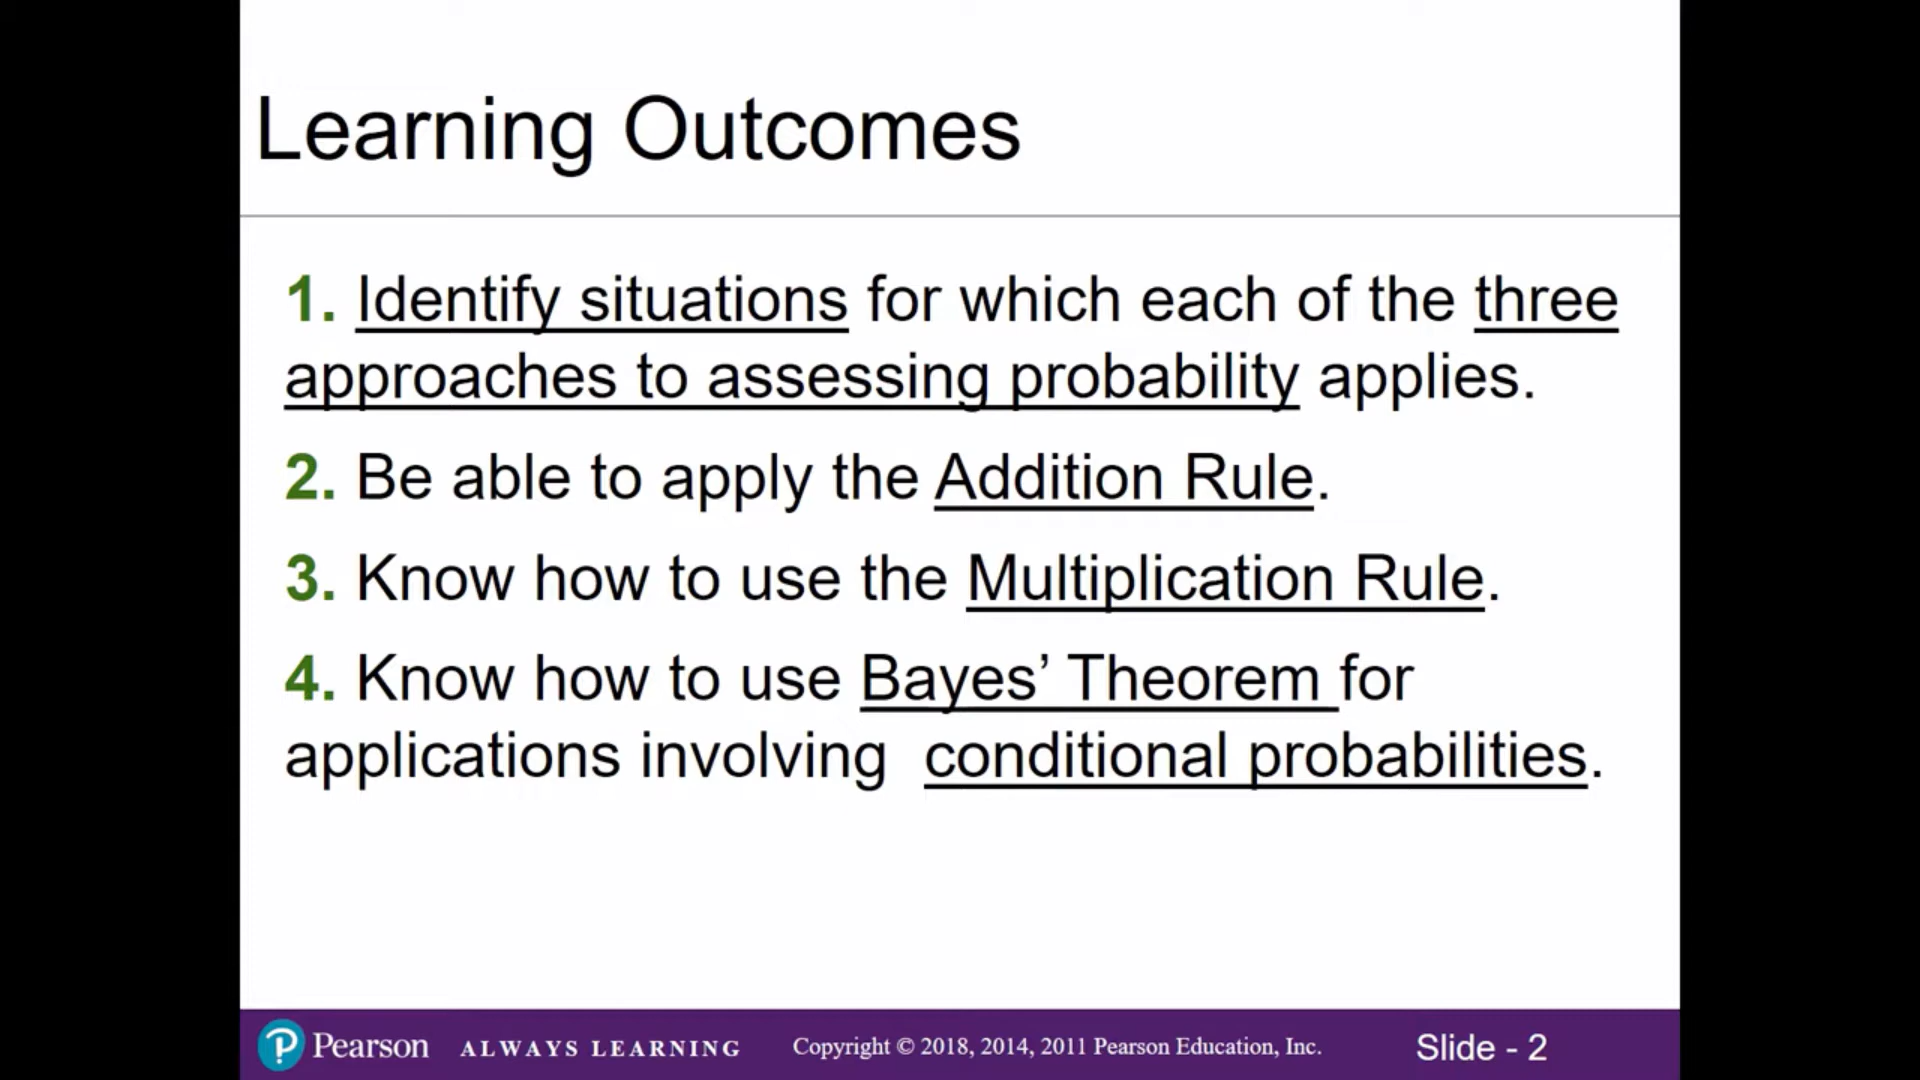 Learning Outcomes
1. Identify situations for which each of the three
approaches to assessing probability applies.
2. Be able to apply the Addition Rule.
3. Know how to use the Multiplication Rule.
4. Know how to use Bayes’ Theorem for
applications involving  conditional probabilities.
P Pearson ALWAYS LEARNING Copyright © 2018, 2014, 2011 Pearson Education, Inc. Slide - 2